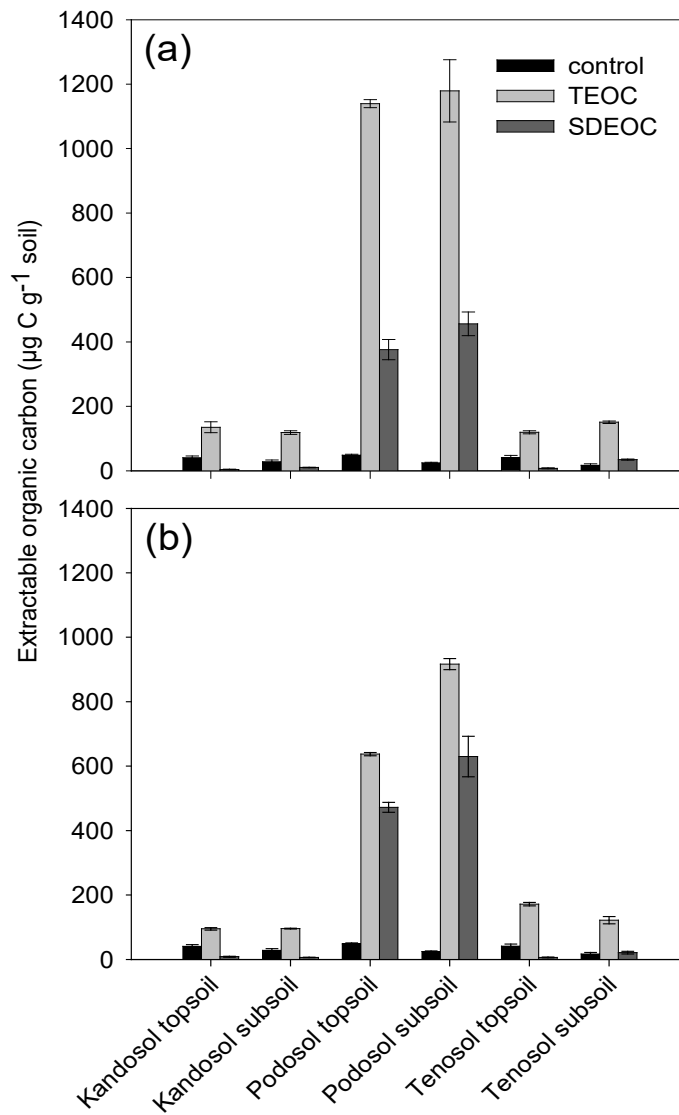 (a)
control
TEOC
SDEOC
1400
1200
1000
800
600
400
200
0
Extractable organic carbon (µg C g⁻¹ soil)
(b)
1400
1200
1000
800
600
400
200
0
Kandosol topsoil
Kandosol subsoil
Podosol topsoil
Podosol subsoil
Tenosol topsoil
Tenosol subsoil